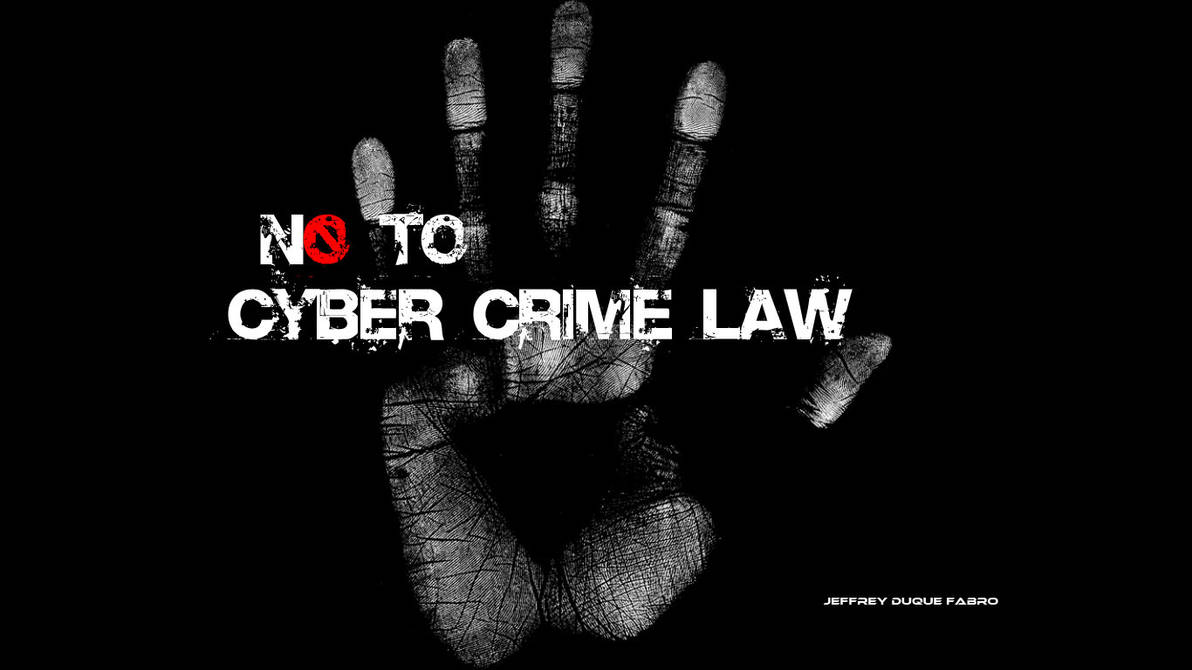 NO TO
CYBER CRIME LAW
JEFFREY DUQUE FABRO